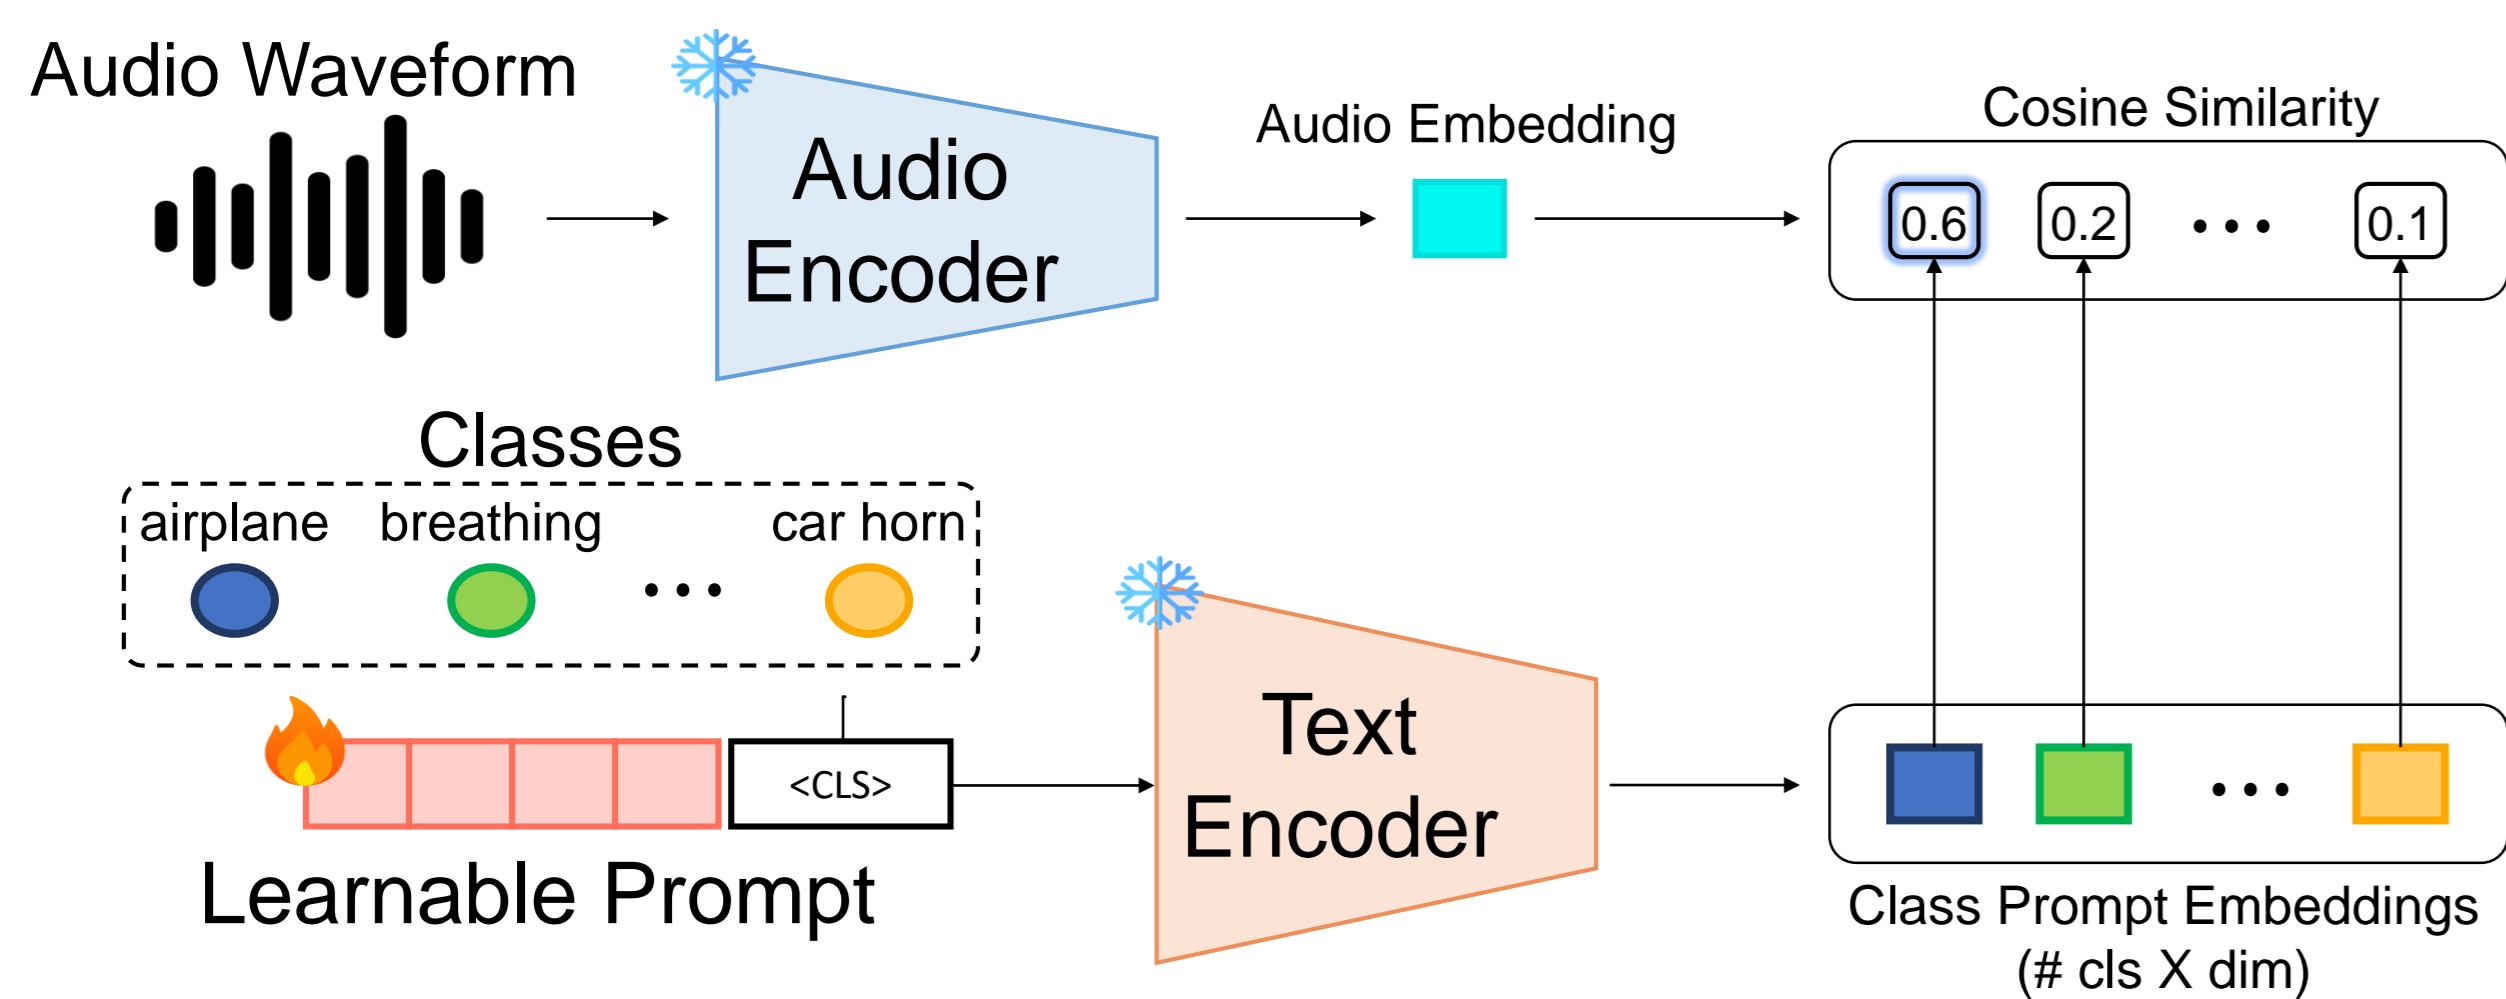 Audio Waveform
Audio
Encoder
Audio Embedding
Cosine Similarity
0.6 0.2 ... 0.1
Classes
airplane breathing ... car horn
<CLS>
Learnable Prompt
Text
Encoder
...
Class Prompt Embeddings
(# cls X dim)